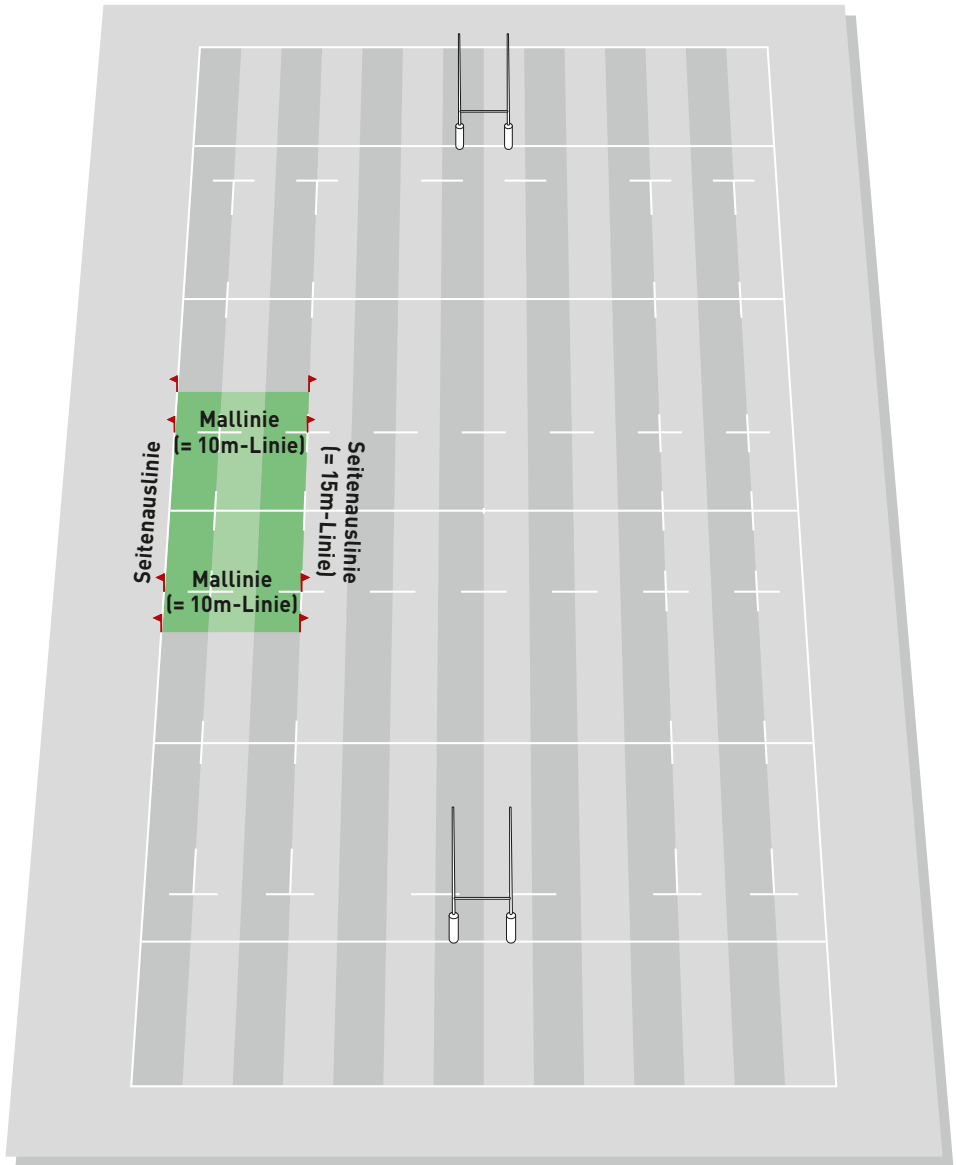 Mallinie
(= 10m-Linie)
Seitenauslinie
Seitenauslinie
(= 15m-Linie)
Mallinie
(= 10m-Linie)